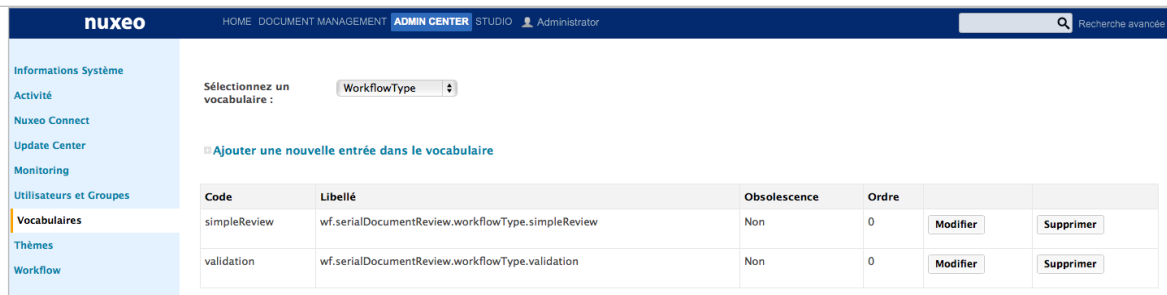 nuxeo HOME DOCUMENT MANAGEMENT ADMIN CENTER STUDIO Administrator Recherche avancée
Informations Système
Activité
Nuxeo Connect
Update Center
Monitoring
Utilisateurs et Groupes
Vocabulaires
Thèmes
Workflow
Sélectionnez un
vocabulaire :
WorkflowType
Ajouter une nouvelle entrée dans le vocabulaire
Code Libellé Obsolescence Ordre
simpleReview wf.serialDocumentReview.workflowType.simpleReview Non 0 Modifier Supprimer
validation wf.serialDocumentReview.workflowType.validation Non 0 Modifier Supprimer